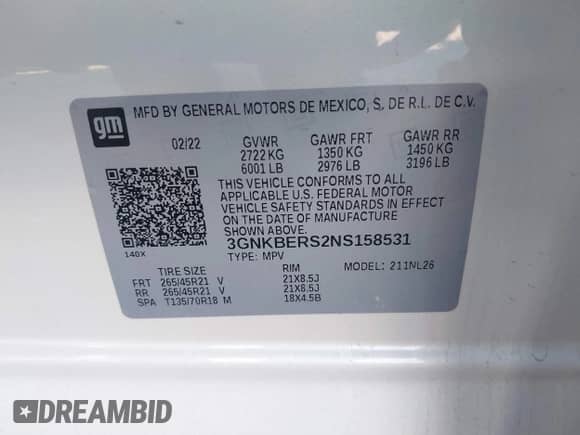 gm
MFD BY GENERAL MOTORS DE MEXICO, S. DE R.L. DE C.V.
02/22 GVWR GAWR FRT GAWR RR
2722 KG 1350 KG 1450 KG
6001 LB 2976 LB 3196 LB
THIS VEHICLE CONFORMS TO ALL
APPLICABLE U.S. FEDERAL MOTOR
VEHICLE SAFETY STANDARDS IN EFFECT
ON THE DATE OF MANUFACTURE
SHOWN ABOVE.
3GNKBERS2NS158531
140X
TYPE: MPV MODEL: 211NL26
TIRE SIZE RIM
FRT 265/45R21 V 21X8.5J
RR 265/45R21 V 21X8.5J
SPA T135/70R18 M 18X4.5B
DREAMBID